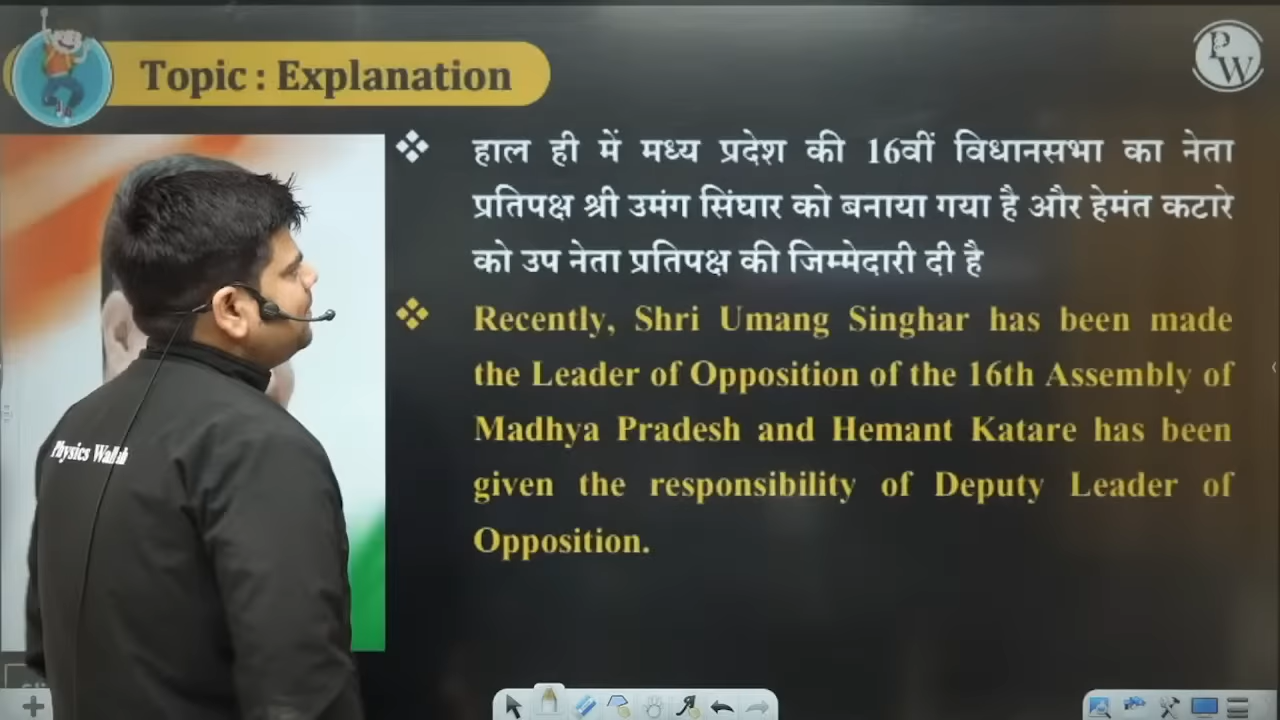 Topic : Explanation
PW
हाल ही में मध्य प्रदेश की 16वीं विधानसभा का नेता
प्रतिपक्ष श्री उमंग सिंघार को बनाया गया है और हेमंत कटारे
को उप नेता प्रतिपक्ष की जिम्मेदारी दी है
Recently, Shri Umang Singhar has been made
the Leader of Opposition of the 16th Assembly of
Madhya Pradesh and Hemant Katare has been
given the responsibility of Deputy Leader of
Opposition.
Physics Wallah